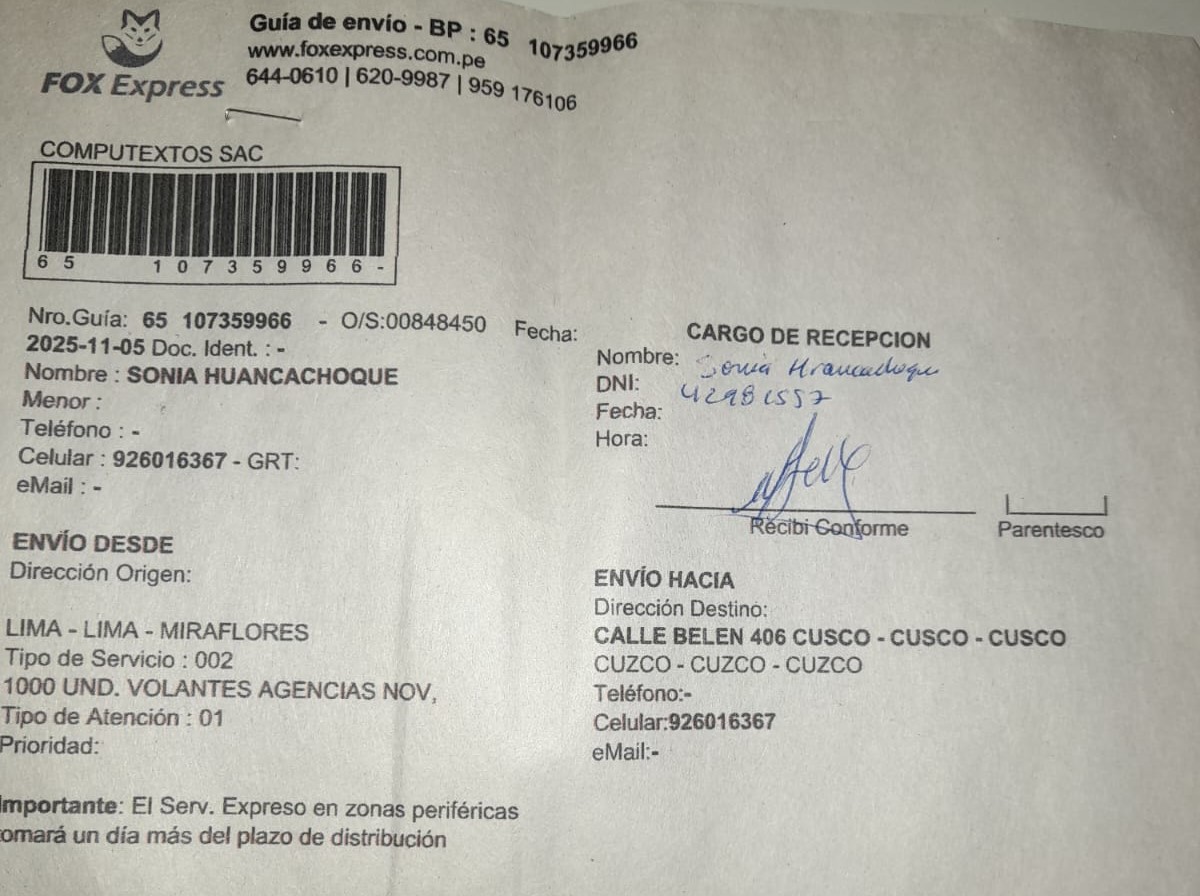 FOX Express
Guía de envío - BP : 65 107359966
www.foxexpress.com.pe
644-0610 | 620-9987 | 959 176106
COMPUTEXTOS SAC
65 107359966-
Nro.Guía: 65 107359966 - O/S:00848450 Fecha:
2025-11-05 Doc. Ident. : -
Nombre : SONIA HUANCACHOQUE
Menor :
Teléfono : -
Celular : 926016367 - GRT:
eMail : -
CARGO DE RECEPCION
Nombre: Sonia Huancachoque
DNI:
Fecha:
Hora:
Recibi Conforme
Parentesco
ENVÍO DESDE
Dirección Origen:
LIMA - LIMA - MIRAFLORES
Tipo de Servicio : 002
1000 UND. VOLANTES AGENCIAS NOV,
Tipo de Atención : 01
Prioridad:
ENVÍO HACIA
Dirección Destino:
CALLE BELEN 406 CUSCO - CUSCO - CUSCO
CUZCO - CUZCO - CUZCO
Teléfono:-
Celular:926016367
eMail:-
Importante: El Serv. Expreso en zonas periféricas
tomará un día más del plazo de distribución